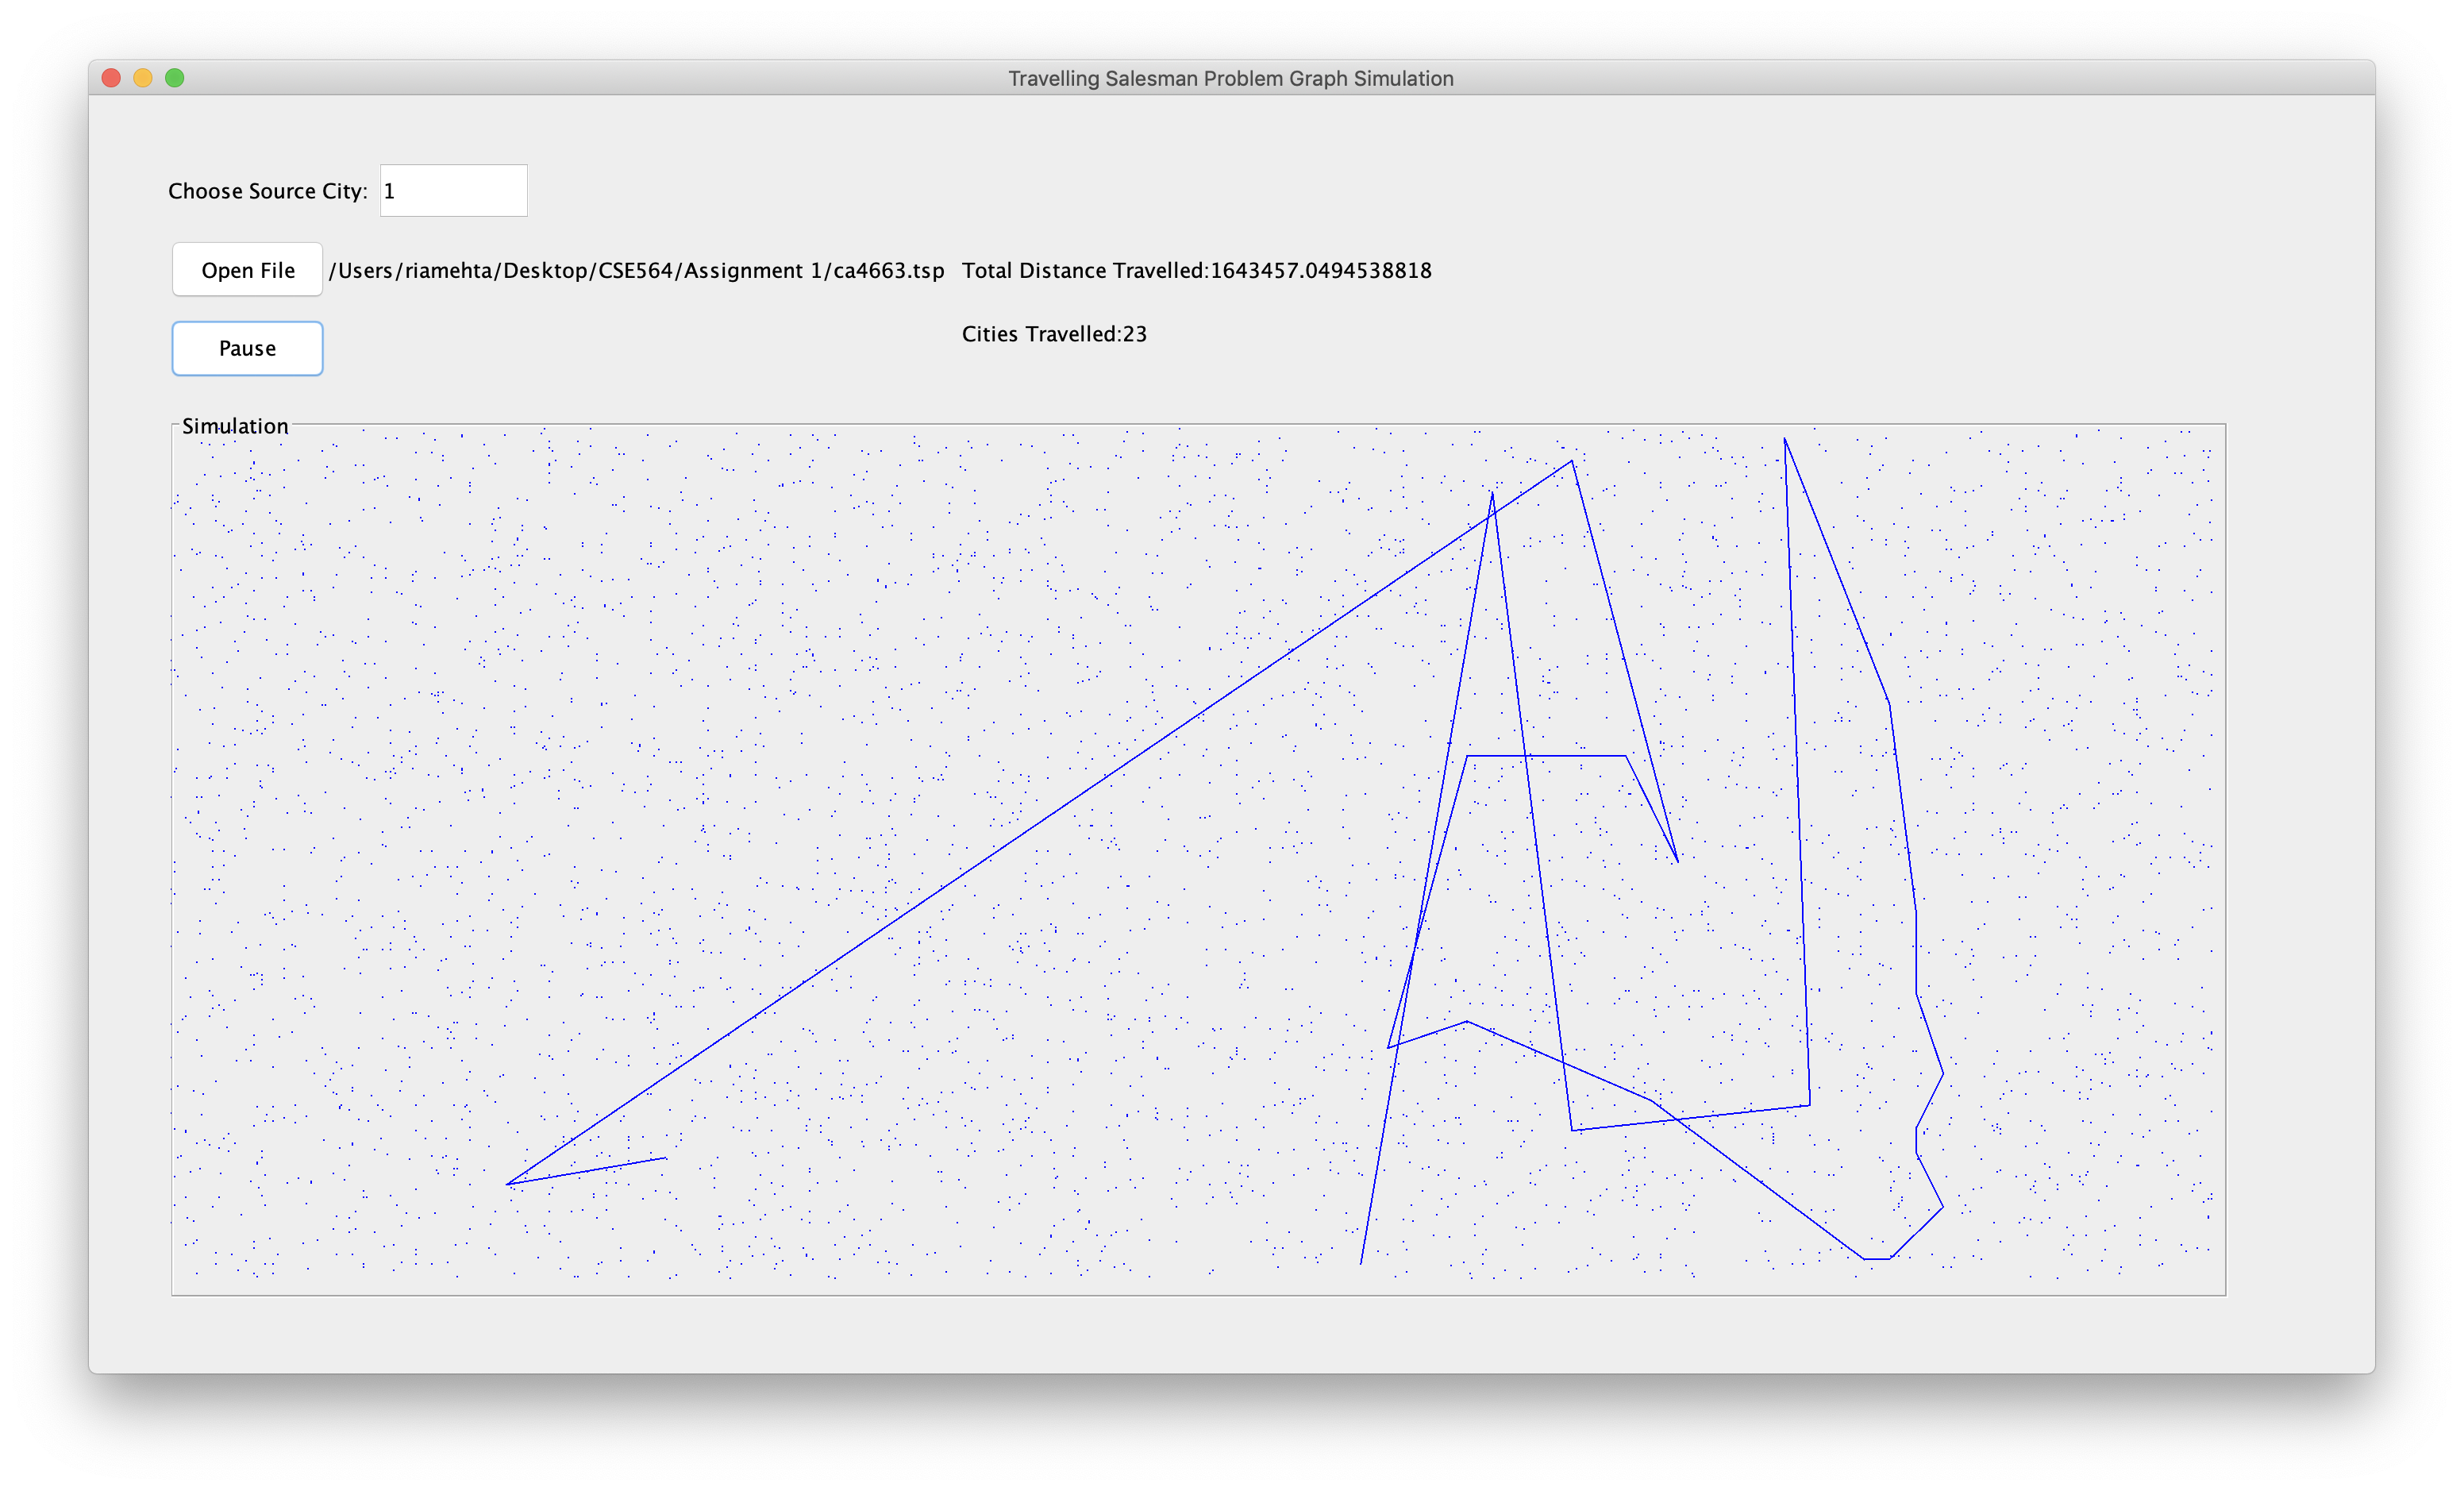 Travelling Salesman Problem Graph Simulation
Choose Source City: 1
Open File /Users/riamehta/Desktop/CSE564/Assignment 1/ca4663.tsp Total Distance Travelled:1643457.0494538818
Pause Cities Travelled:23
Simulation